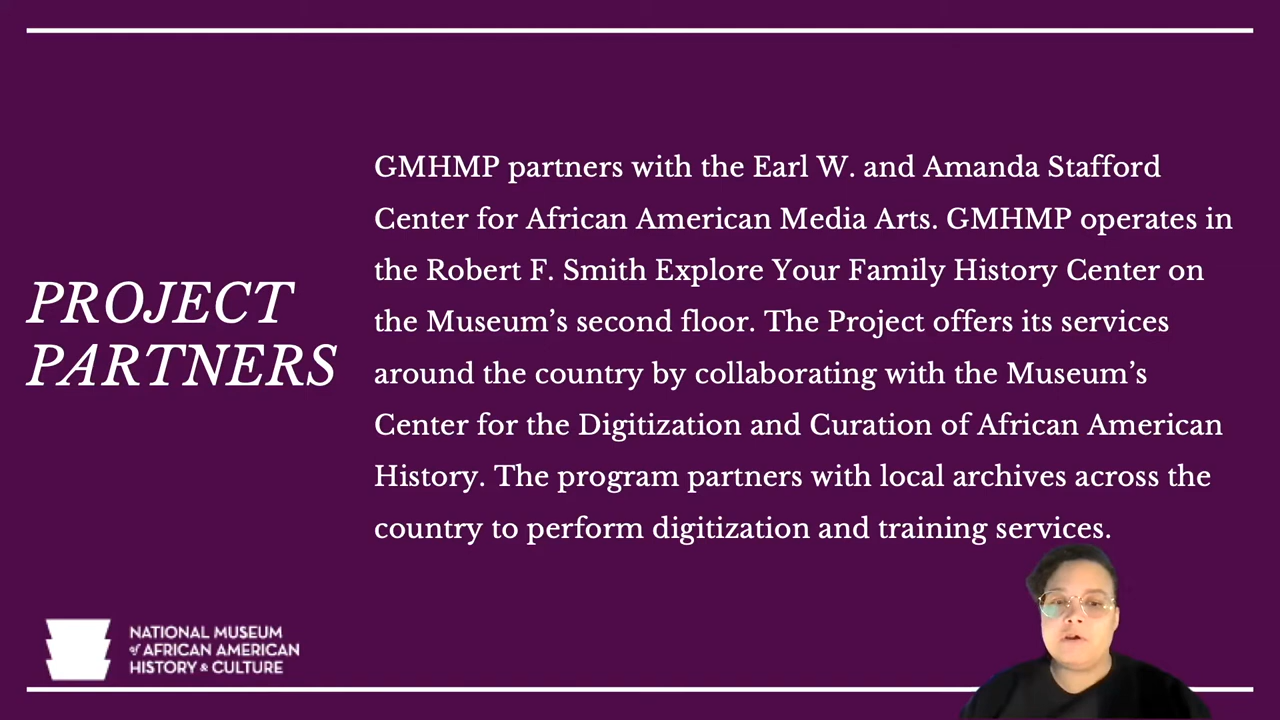 PROJECT
PARTNERS
GMHMP partners with the Earl W. and Amanda Stafford
Center for African American Media Arts. GMHMP operates in
the Robert F. Smith Explore Your Family History Center on
the Museum’s second floor. The Project offers its services
around the country by collaborating with the Museum’s
Center for the Digitization and Curation of African American
History. The program partners with local archives across the
country to perform digitization and training services.
NATIONAL MUSEUM
of AFRICAN AMERICAN
HISTORY & CULTURE